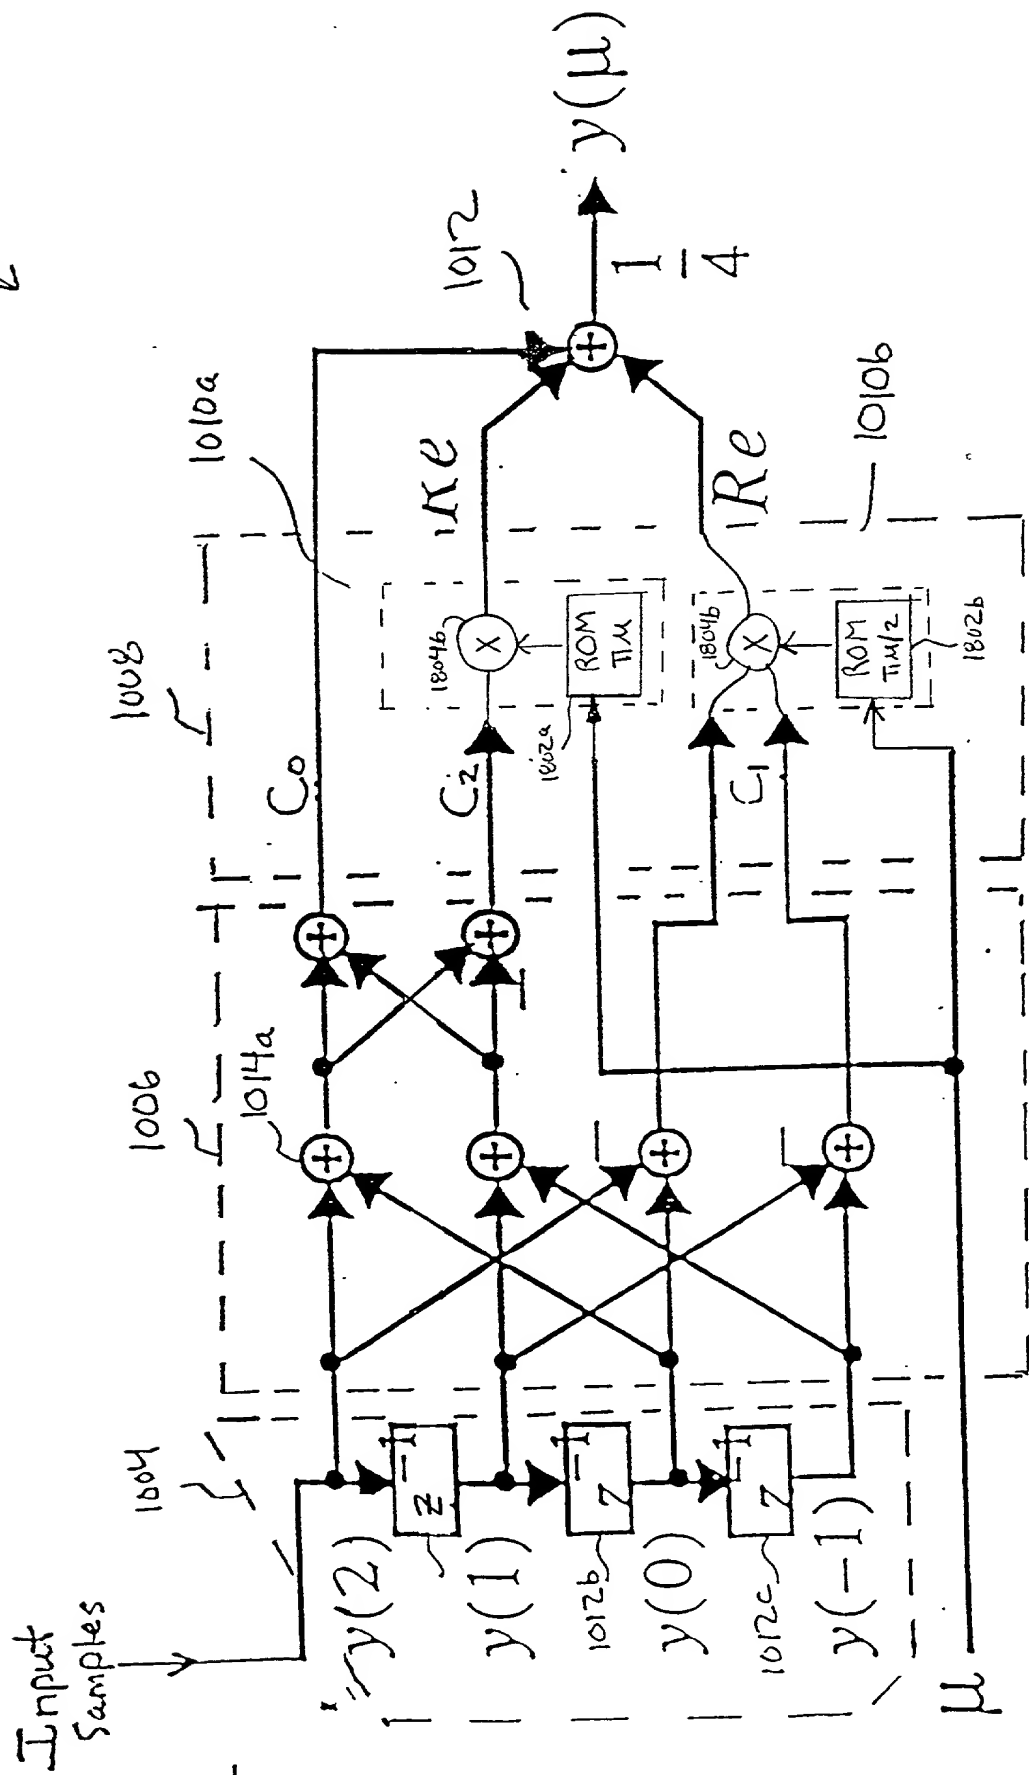 Input
Samples
1004
y(2)
z⁻¹
y(1)
z⁻¹
1012b
y(0)
z⁻¹
1012c
y(-1)
μ
1006
1014a
+
+
+
+
−
−
+
+
−
1008
C0
C2
C1
1010a
1804b
X
ROM
πμ
1802a
1804b
X
ROM
πμ/2
1802b
1010b
Re
Re
1012
+
1
4
y(μ)